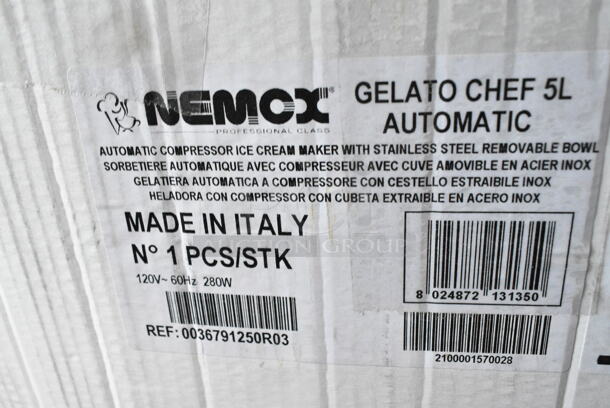 NEMOX®
PROFESSIONAL CLASS
GELATO CHEF 5L
AUTOMATIC
AUTOMATIC COMPRESSOR ICE CREAM MAKER WITH STAINLESS STEEL REMOVABLE BOWL
SORBETIERE AUTOMATIQUE AVEC COMPRESSEUR AVEC CUVE AMOVIBLE EN ACIER INOX
GELATIERA AUTOMATICA A COMPRESSORE CON CESTELLO ESTRAIBILE INOX
HELADORA CON COMPRESSOR CON CUBETA EXTRAIBLE EN ACERO INOX
MADE IN ITALY
N° 1 PCS/STK
120V~ 60Hz 280W
REF: 0036791250R03
8 024872 131350
2100001570028